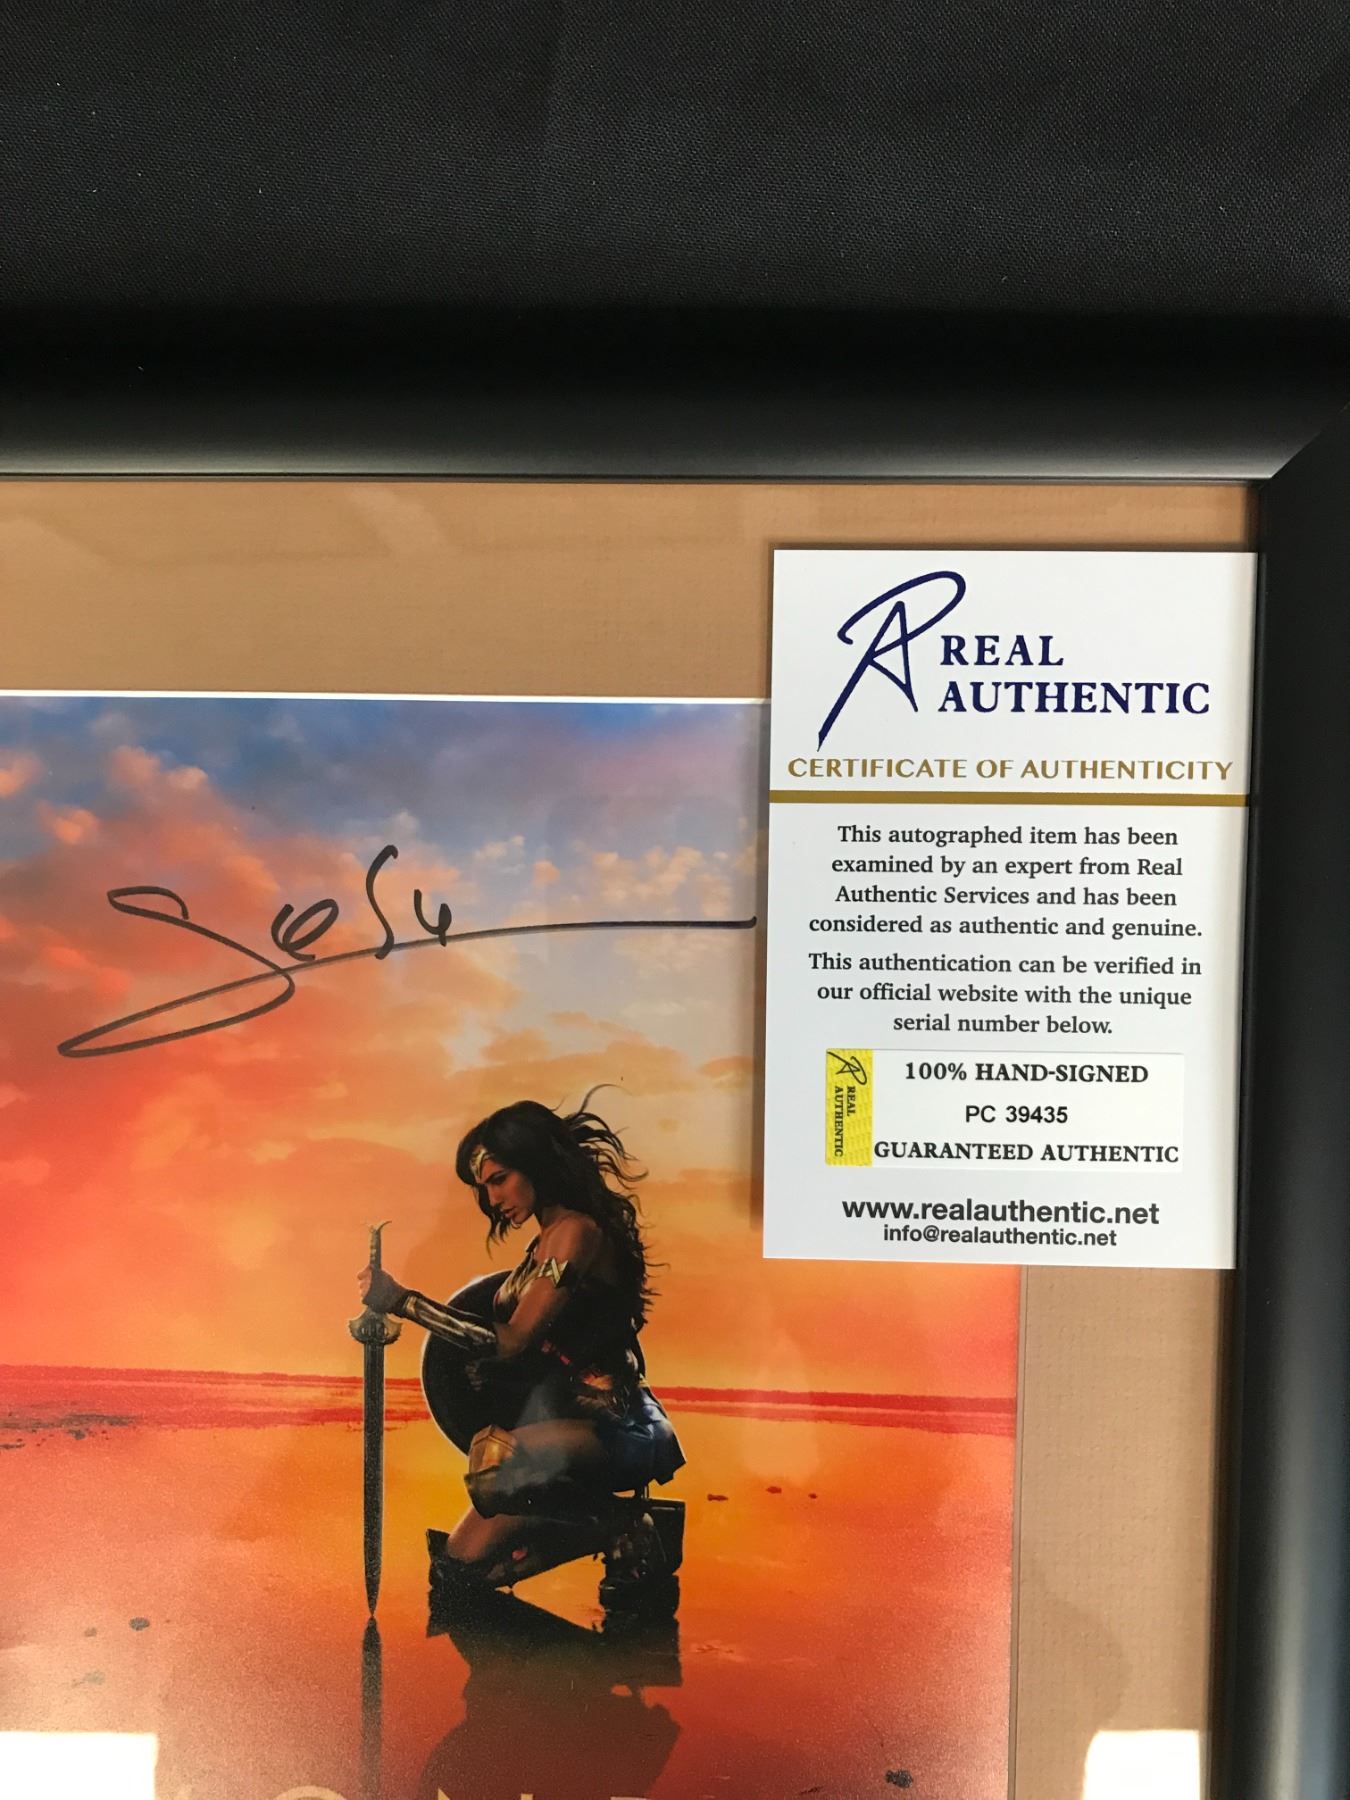 REAL
AUTHENTIC
CERTIFICATE OF AUTHENTICITY
This autographed item has been
examined by an expert from Real
Authentic Services and has been
considered as authentic and genuine.
This authentication can be verified in
our official website with the unique
serial number below.
REAL
AUTHENTIC
100% HAND-SIGNED
PC 39435
GUARANTEED AUTHENTIC
www.realauthentic.net
info@realauthentic.net